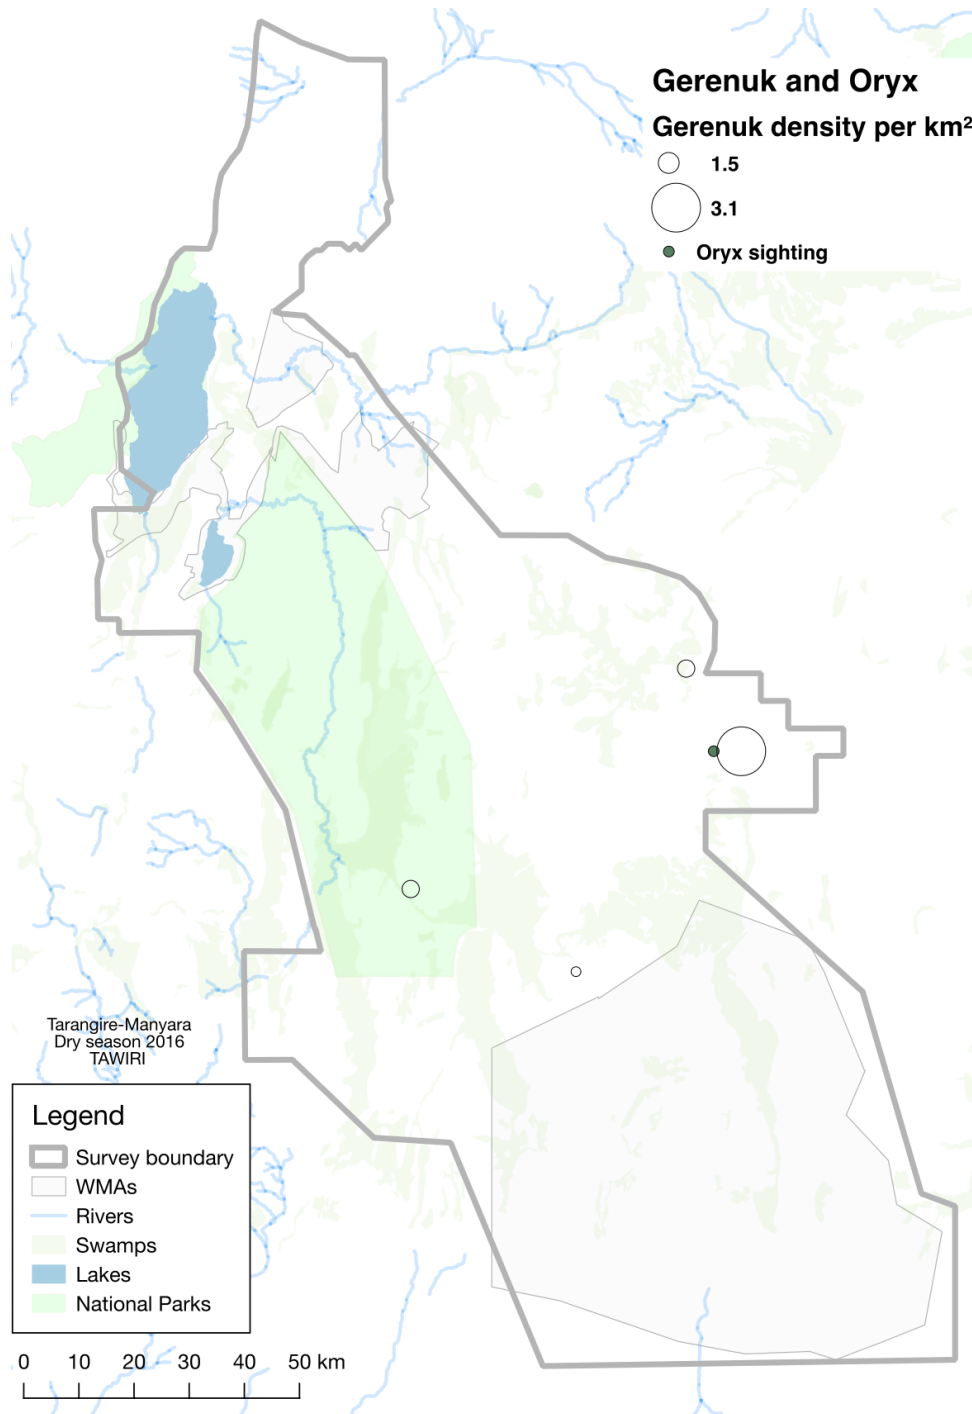 Gerenuk and Oryx
Gerenuk density per km²
1.5
3.1
Oryx sighting
Tarangire-Manyara
Dry season 2016
TAWIRI
Legend
Survey boundary
WMAs
Rivers
Swamps
Lakes
National Parks
0 10 20 30 40 50 km